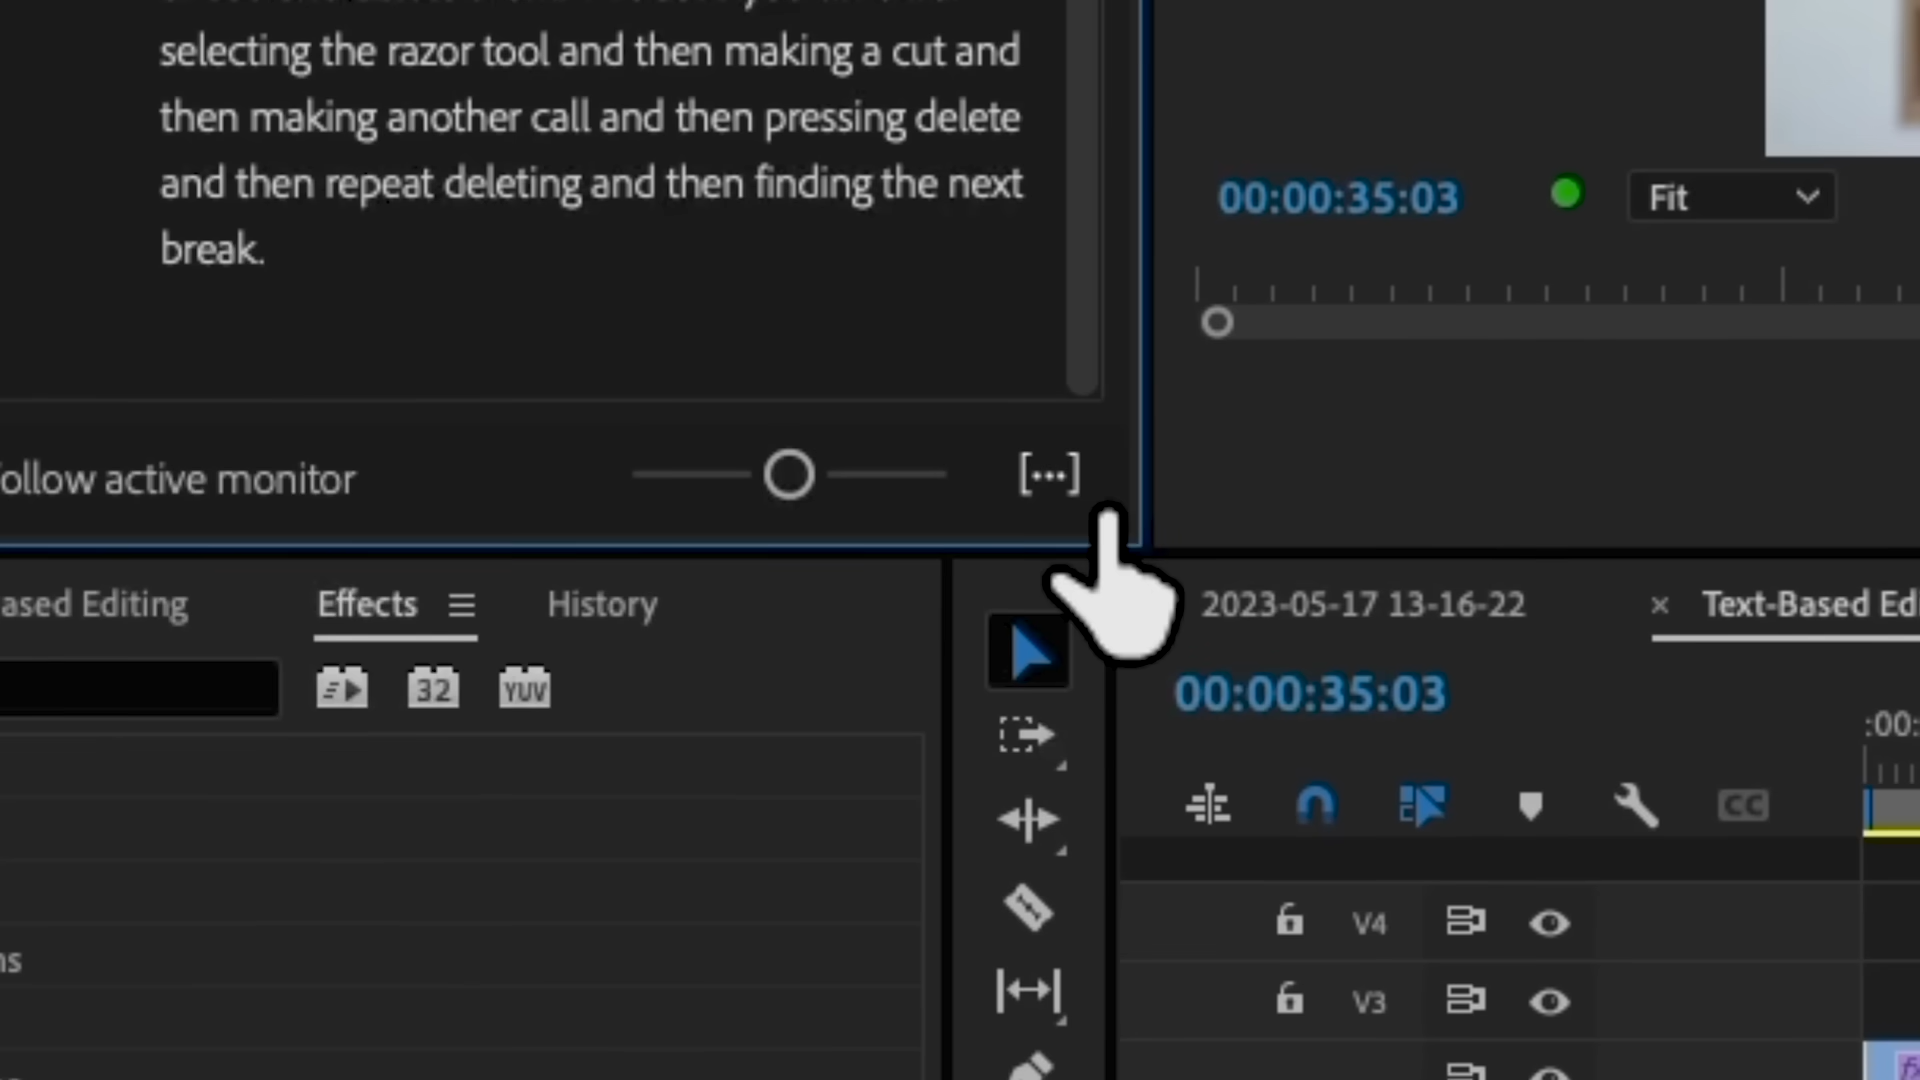 selecting the razor tool and then making a cut and
then making another call and then pressing delete
and then repeat deleting and then finding the next
break.
ollow active monitor
[...]
00:00:35:03
Fit
ased Editing
Effects
History
32
YUV
2023-05-17 13-16-22
× Text-Based Ed
00:00:35:03
:00:
CC
V4
V3
ns
fx